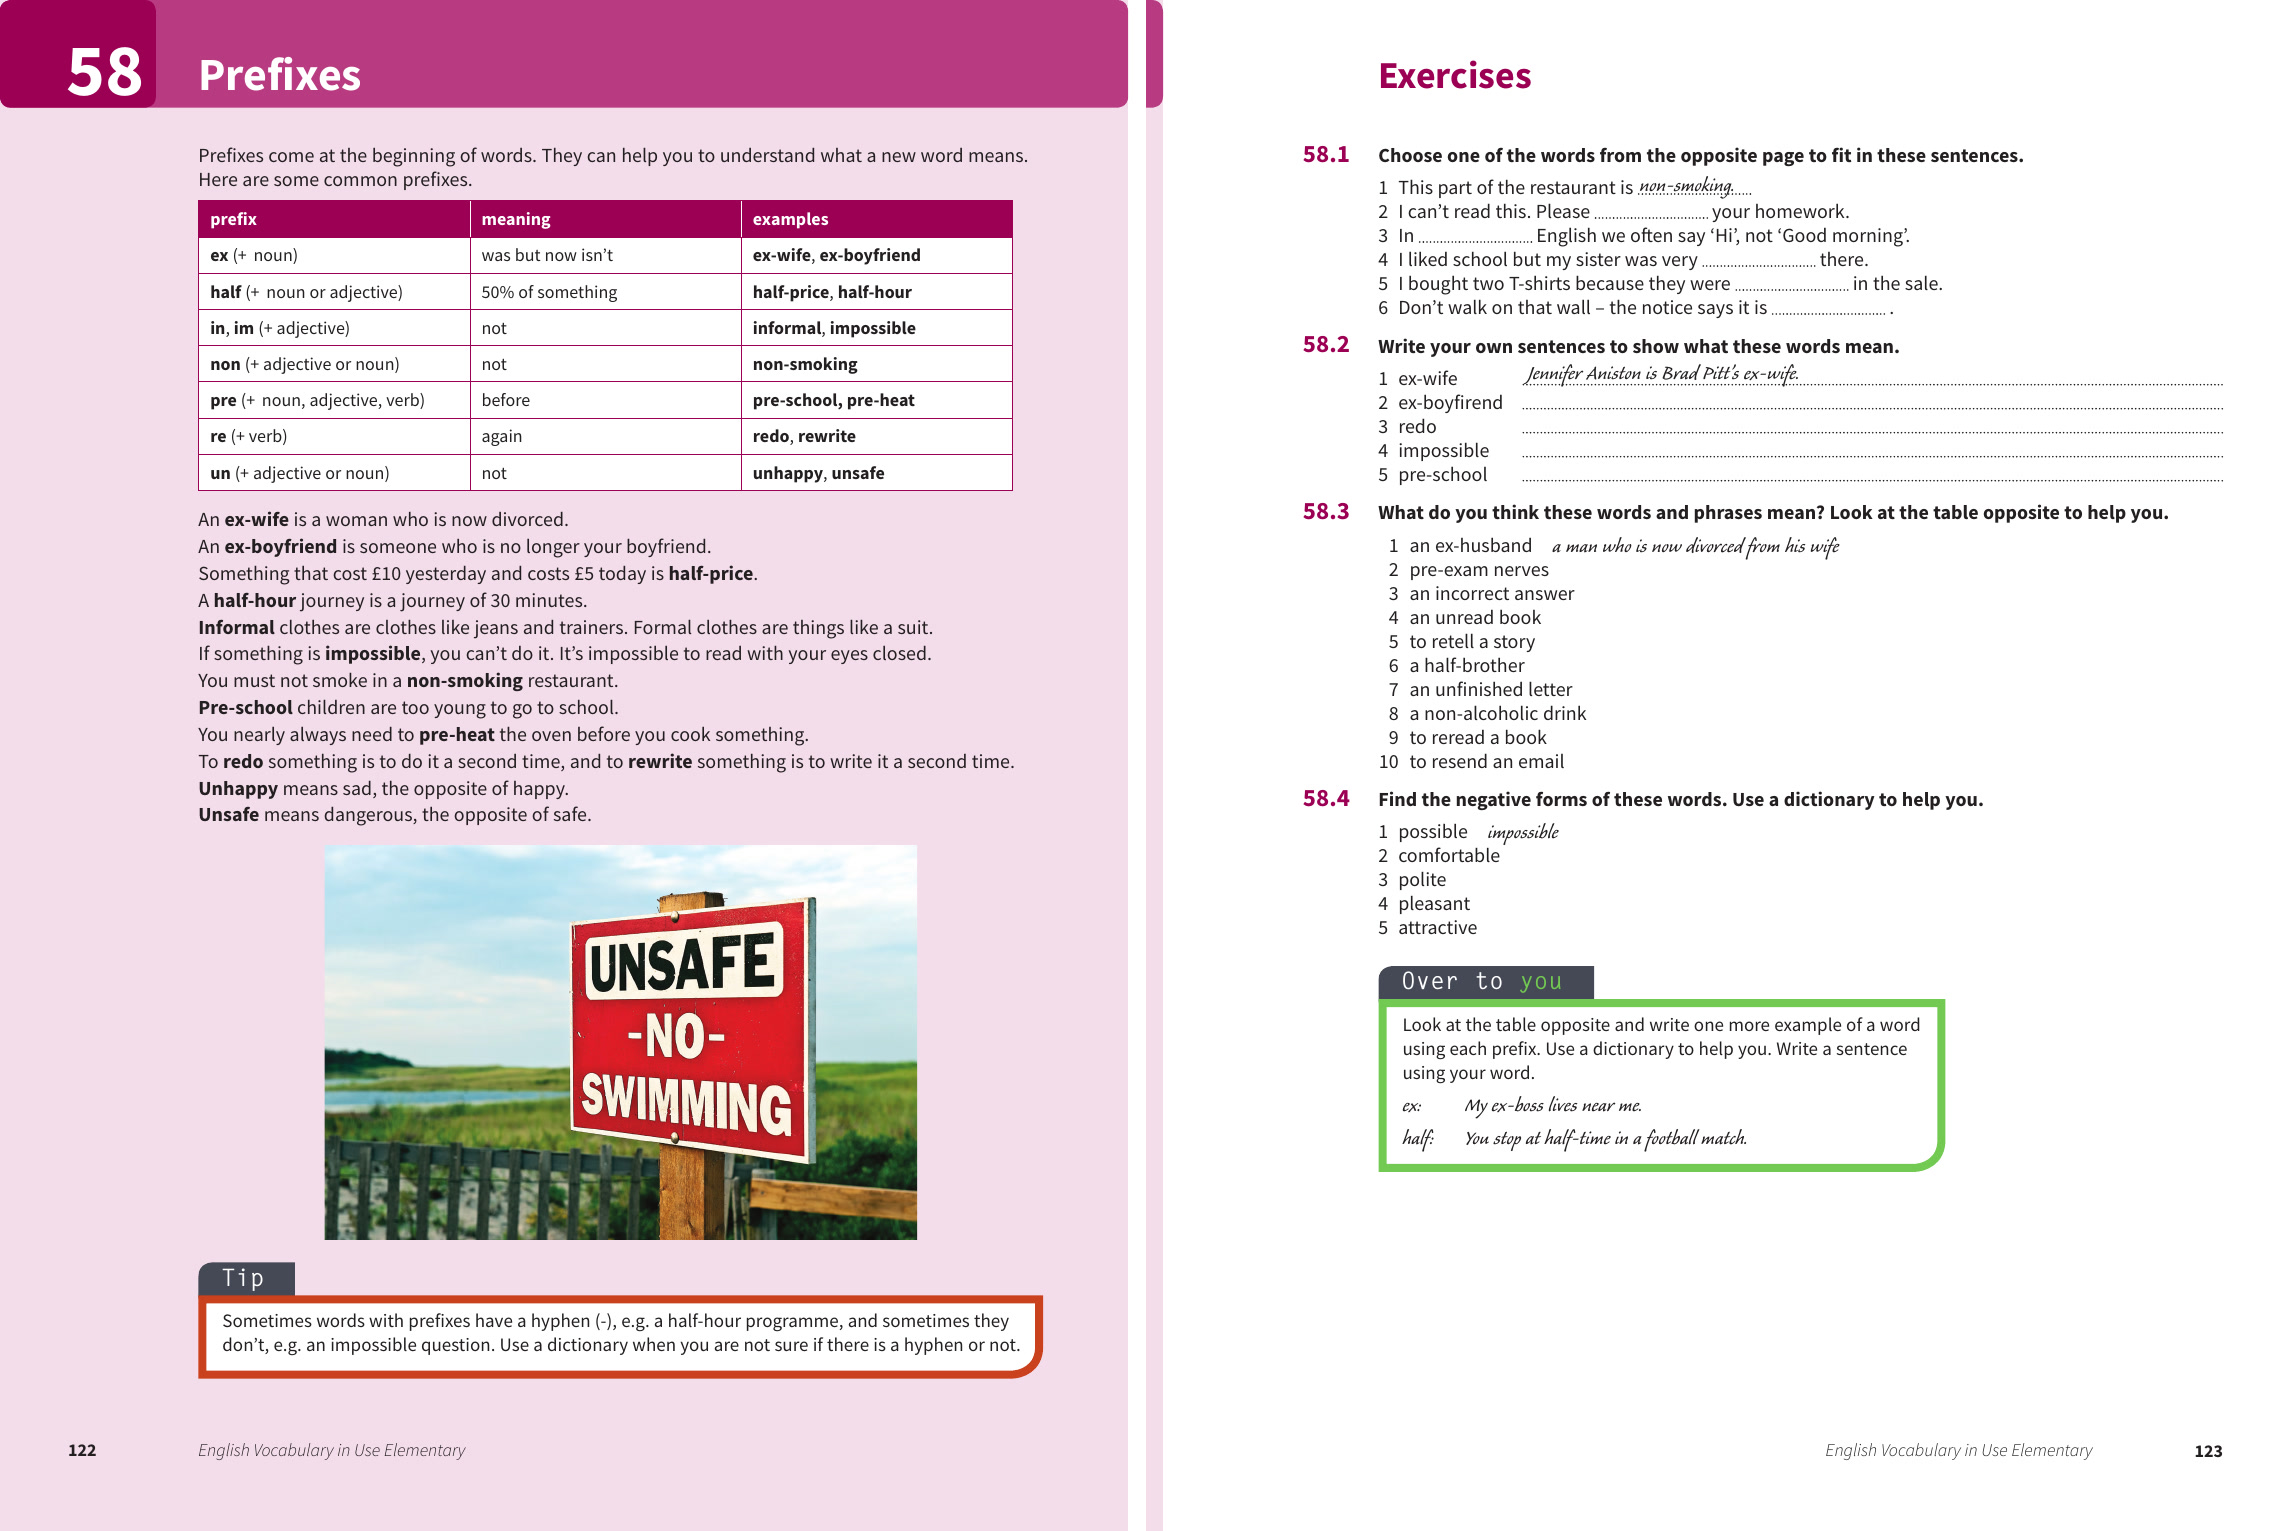 58
Prefixes
Prefixes come at the beginning of words. They can help you to understand what a new word means.
Here are some common prefixes.
prefix meaning examples
ex (+ noun) was but now isn’t ex-wife, ex-boyfriend
half (+ noun or adjective) 50% of something half-price, half-hour
in, im (+ adjective) not informal, impossible
non (+ adjective or noun) not non-smoking
pre (+ noun, adjective, verb) before pre-school, pre-heat
re (+ verb) again redo, rewrite
un (+ adjective or noun) not unhappy, unsafe
An ex-wife is a woman who is now divorced.
An ex-boyfriend is someone who is no longer your boyfriend.
Something that cost £10 yesterday and costs £5 today is half-price.
A half-hour journey is a journey of 30 minutes.
Informal clothes are clothes like jeans and trainers. Formal clothes are things like a suit.
If something is impossible, you can’t do it. It’s impossible to read with your eyes closed.
You must not smoke in a non-smoking restaurant.
Pre-school children are too young to go to school.
You nearly always need to pre-heat the oven before you cook something.
To redo something is to do it a second time, and to rewrite something is to write it a second time.
Unhappy means sad, the opposite of happy.
Unsafe means dangerous, the opposite of safe.
UNSAFE
-NO-
SWIMMING
Tip
Sometimes words with prefixes have a hyphen (-), e.g. a half-hour programme, and sometimes they
don’t, e.g. an impossible question. Use a dictionary when you are not sure if there is a hyphen or not.
122 English Vocabulary in Use Elementary
Exercises
58.1 Choose one of the words from the opposite page to fit in these sentences.
1 This part of the restaurant is non-smoking.
2 I can’t read this. Please ............................... your homework.
3 In ............................... English we often say ‘Hi’, not ‘Good morning’.
4 I liked school but my sister was very ............................... there.
5 I bought two T-shirts because they were ............................... in the sale.
6 Don’t walk on that wall – the notice says it is ............................... .
58.2 Write your own sentences to show what these words mean.
1 ex-wife Jennifer Aniston is Brad Pitt’s ex-wife.
2 ex-boyfirend
3 redo
4 impossible
5 pre-school
58.3 What do you think these words and phrases mean? Look at the table opposite to help you.
1 an ex-husband a man who is now divorced from his wife
2 pre-exam nerves
3 an incorrect answer
4 an unread book
5 to retell a story
6 a half-brother
7 an unfinished letter
8 a non-alcoholic drink
9 to reread a book
10 to resend an email
58.4 Find the negative forms of these words. Use a dictionary to help you.
1 possible impossible
2 comfortable
3 polite
4 pleasant
5 attractive
Over to you
Look at the table opposite and write one more example of a word
using each prefix. Use a dictionary to help you. Write a sentence
using your word.
ex: My ex-boss lives near me.
half: You stop at half-time in a football match.
English Vocabulary in Use Elementary 123